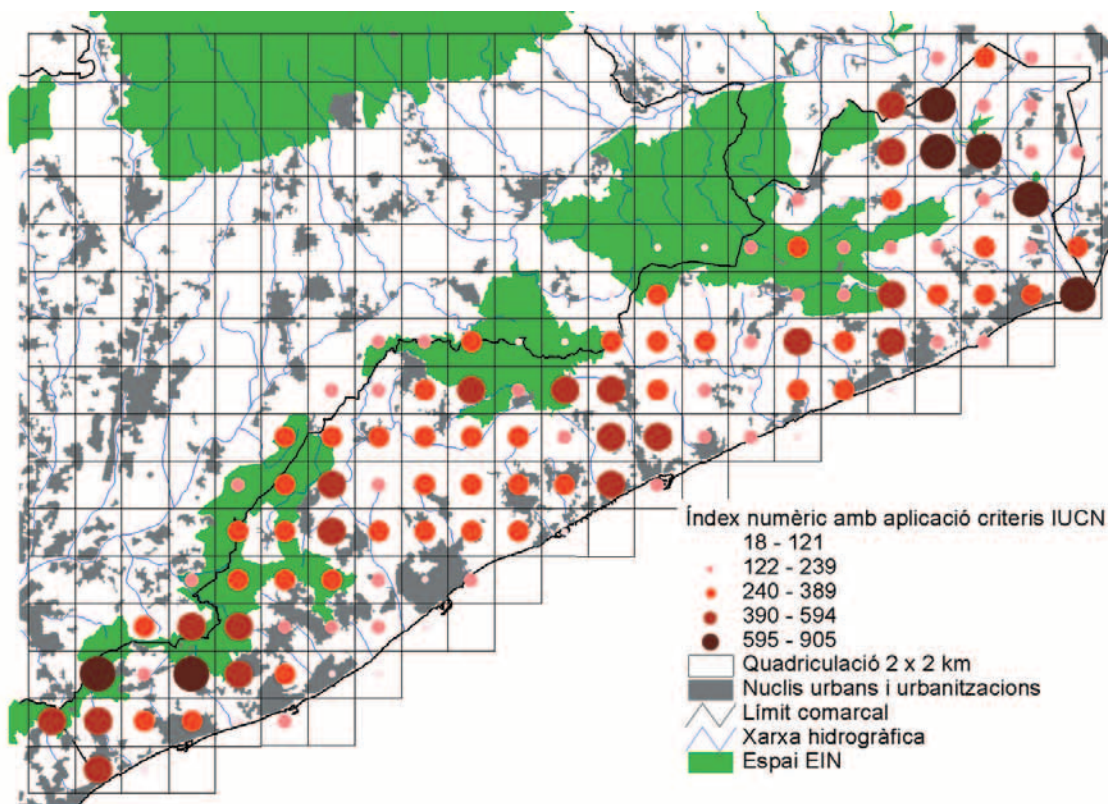 Índex numèric amb aplicació criteris IUCN
18 - 121
122 - 239
240 - 389
390 - 594
595 - 905
Quadriculació 2 x 2 km
Nuclis urbans i urbanitzacions
Límit comarcal
Xarxa hidrogràfica
Espai EIN